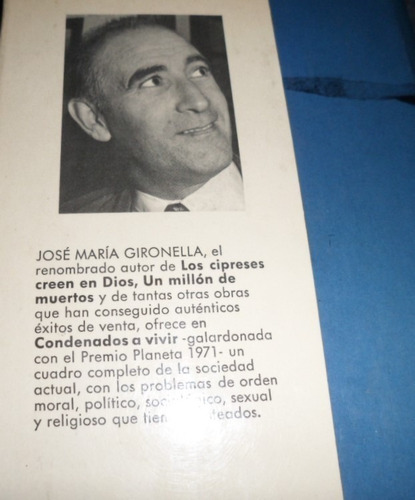 JOSÉ MARÍA GIRONELLA, el
renombrado autor de Los cipreses
creen en Dios, Un millón de
muertos y de tantas otras obras
que han conseguido auténticos
éxitos de venta, ofrece en
Condenados a vivir -galardonada
con el Premio Planeta 1971- un
cuadro completo de la sociedad
actual, con los problemas de orden
moral, político, sexual
y religioso que